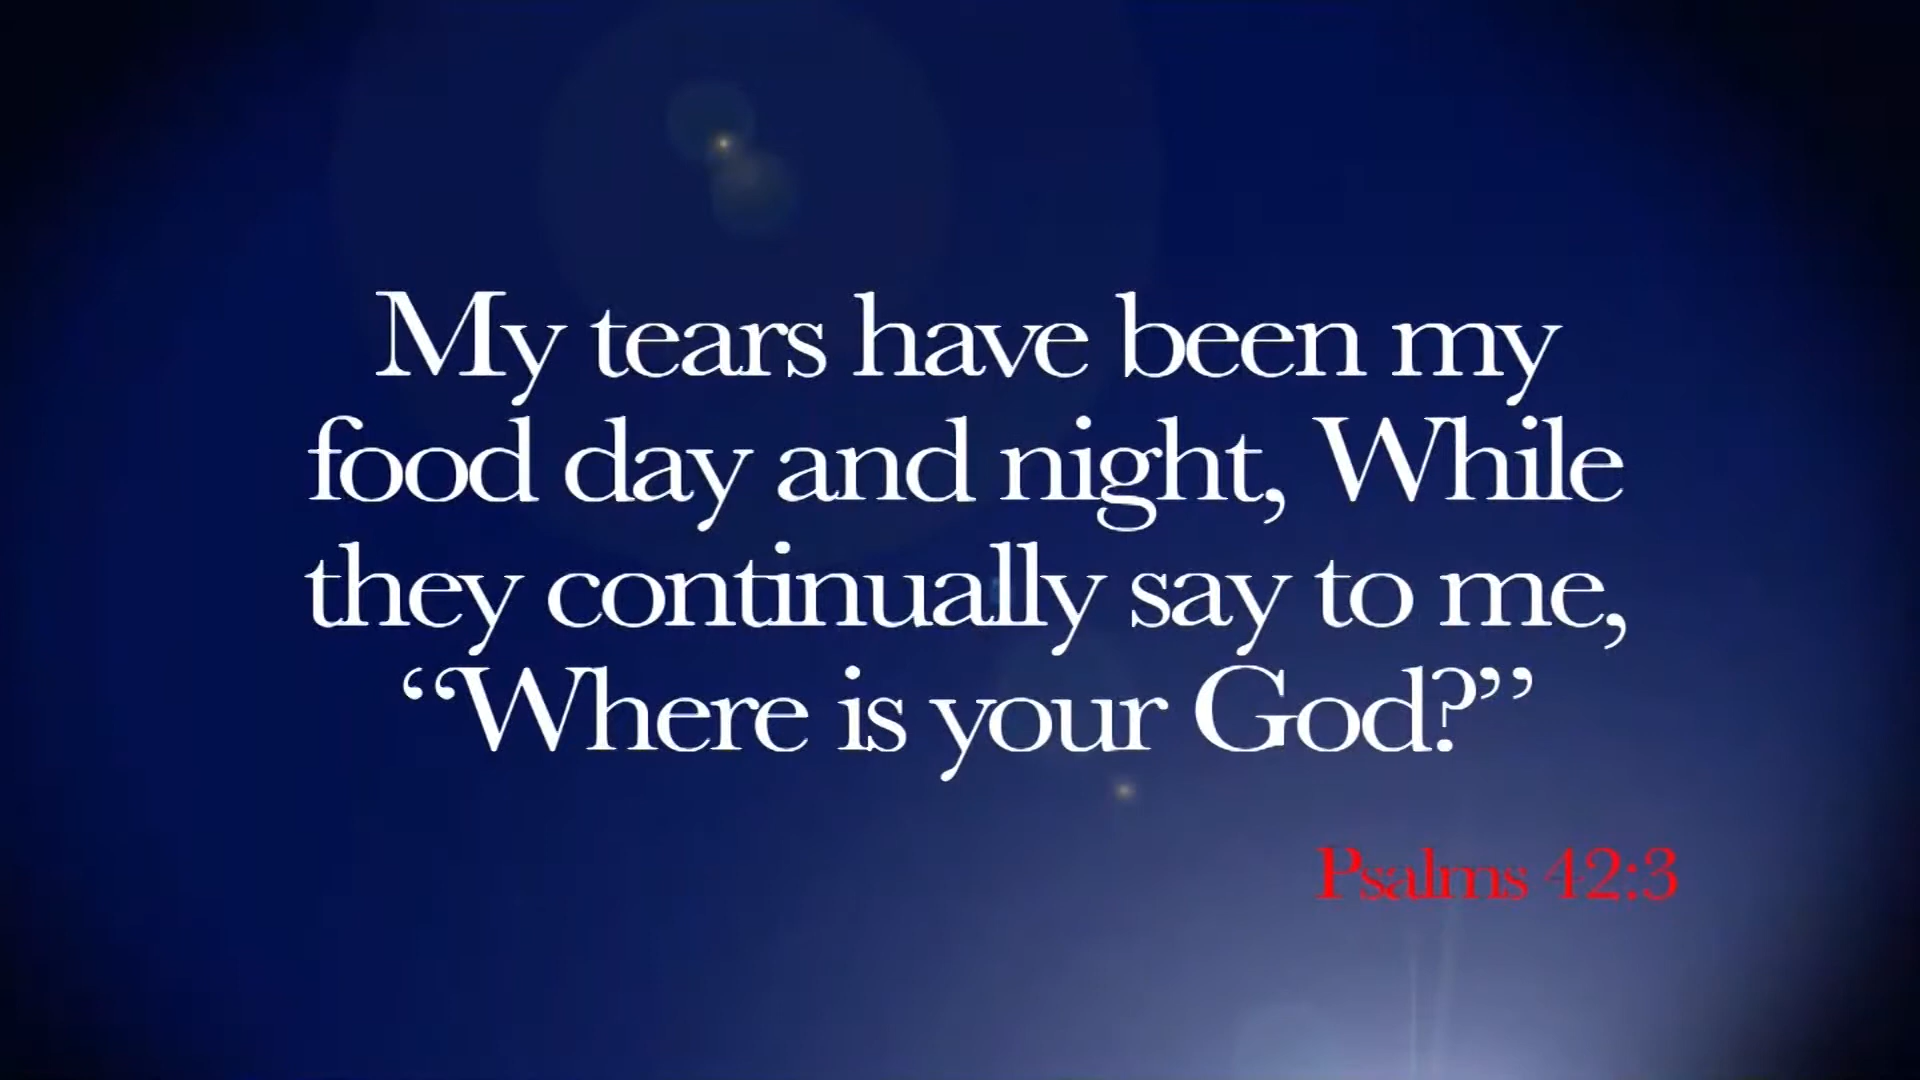 My tears have been my
food day and night, While
they continually say to me,
“Where is your God?”
Psalms 42:3